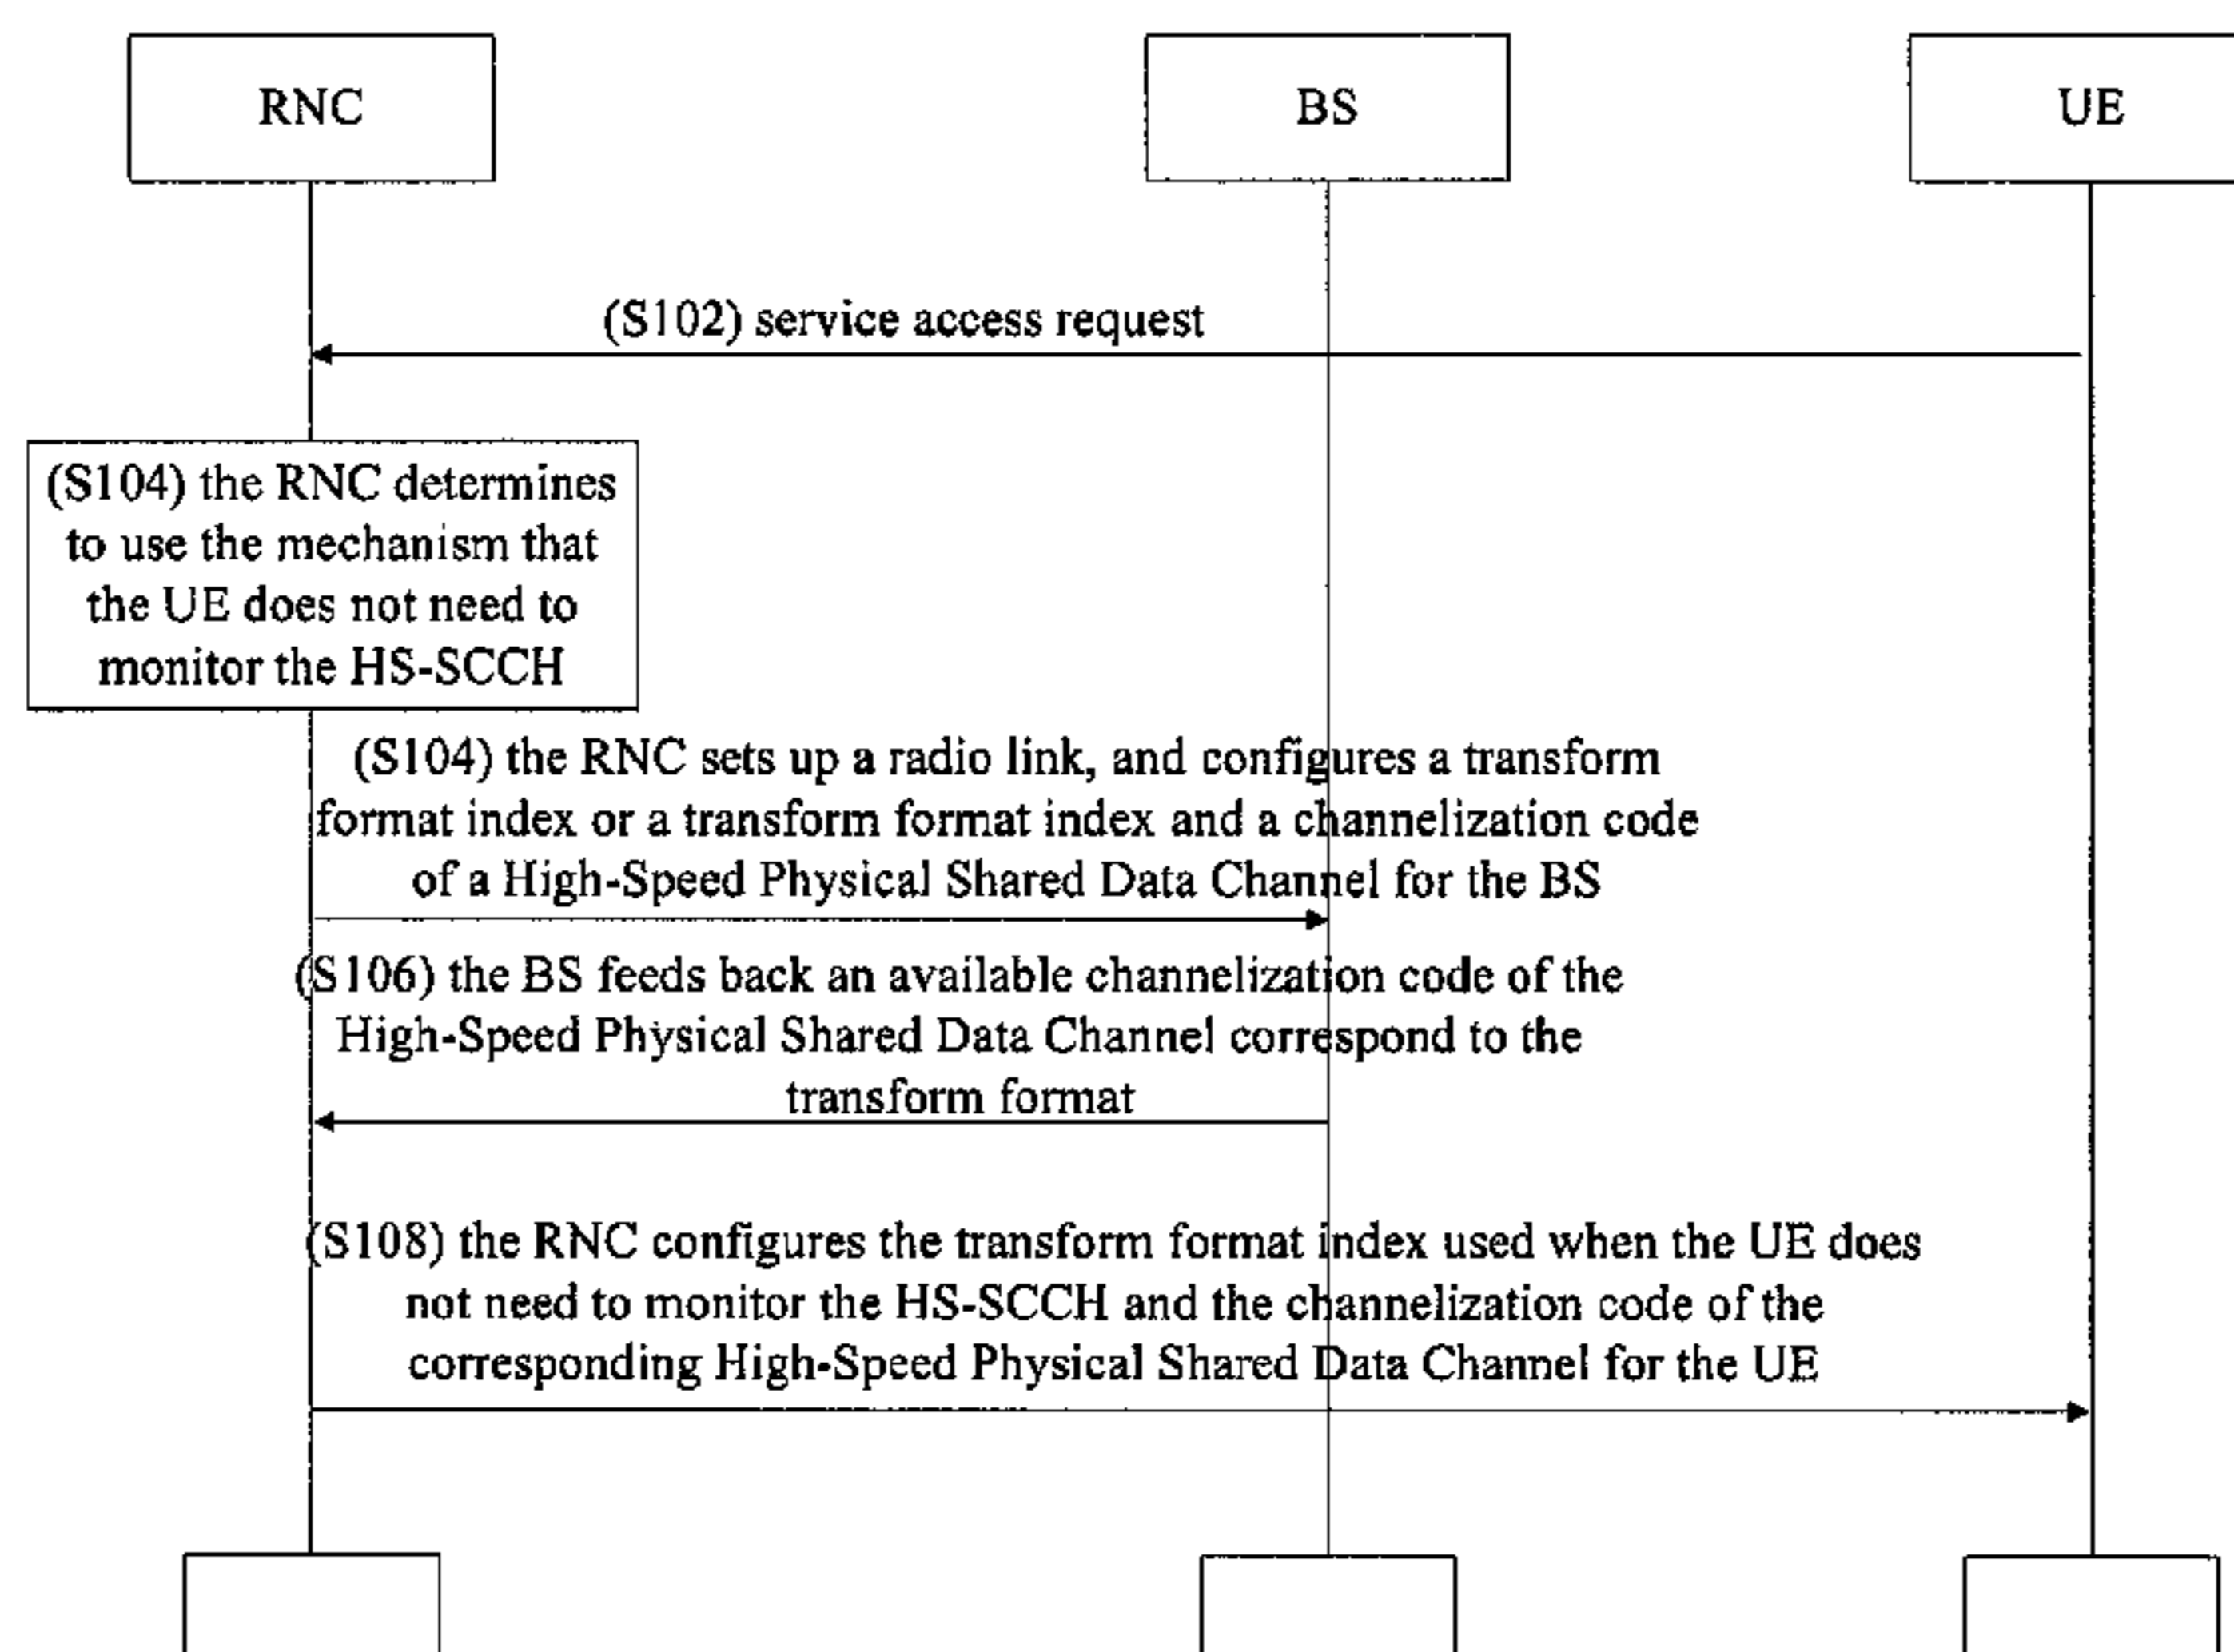 RNC
BS
UE
(S102) service access request
(S104) the RNC determines
to use the mechanism that
the UE does not need to
monitor the HS-SCCH
(S104) the RNC sets up a radio link, and configures a transform
format index or a transform format index and a channelization code
of a High-Speed Physical Shared Data Channel for the BS
(S106) the BS feeds back an available channelization code of the
High-Speed Physical Shared Data Channel correspond to the
transform format
(S108) the RNC configures the transform format index used when the UE does
not need to monitor the HS-SCCH and the channelization code of the
corresponding High-Speed Physical Shared Data Channel for the UE